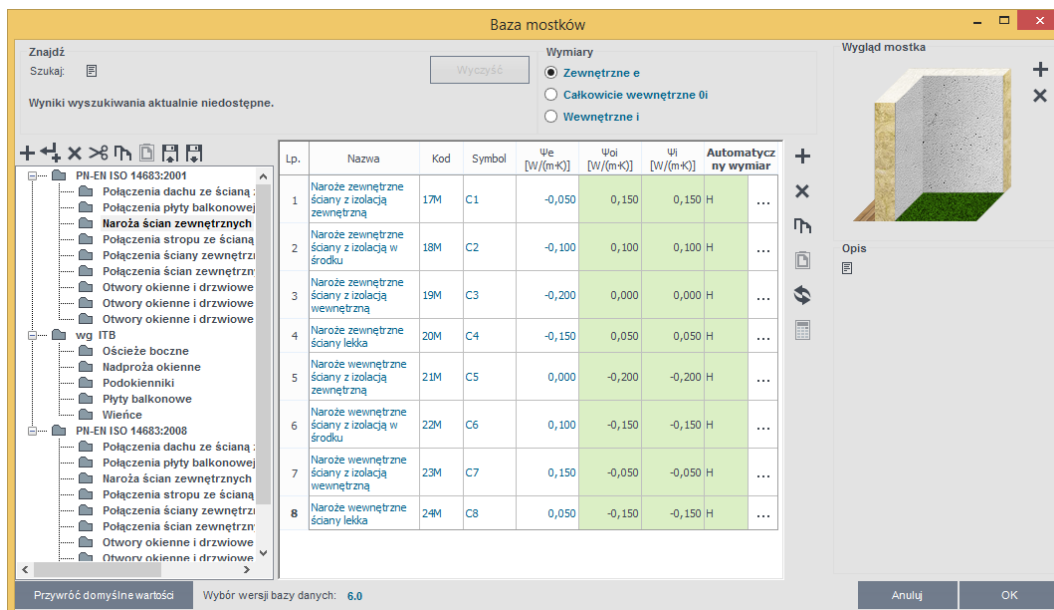 Baza mostków
Znajdź
Szukaj:
Wyczyść
Wyniki wyszukiwania aktualnie niedostępne.
Wymiary
Zewnętrzne e
Całkowicie wewnętrzne 0i
Wewnętrzne i
Wygląd mostka
Opis
PN-EN ISO 14683:2001
Połączenia dachu ze ścianą
Połączenia płyty balkonowej
Naroża ścian zewnętrznych
Połączenia stropu ze ścianą
Połączenia ściany zewnętrz
Połączenia ścian zewnętrzn
Otwory okienne i drzwiowe
Otwory okienne i drzwiowe
Otwory okienne i drzwiowe
wg ITB
Ościeże boczne
Nadproża okienne
Podokienniki
Płyty balkonowe
Wieńce
PN-EN ISO 14683:2008
Połączenia dachu ze ścianą
Połączenia płyty balkonowej
Naroża ścian zewnętrznych
Połączenia stropu ze ścianą
Połączenia ściany zewnętrz
Połączenia ścian zewnętrzn
Otwory okienne i drzwiowe
Otwory okienne i drzwiowe
Lp. Nazwa Kod Symbol Ψe [W/(m·K)] Ψoi [W/(m·K)] Ψi [W/(m·K)] Automatycz
ny wymiar
1 Naroże zewnętrzne
ściany z izolacją 17M C1 -0,050 0,150 0,150 H ...
zewnętrzną
2 Naroże zewnętrzne
ściany z izolacją w 18M C2 -0,100 0,100 0,100 H ...
środku
3 Naroże zewnętrzne
ściany z izolacją 19M C3 -0,200 0,000 0,000 H ...
wewnętrzną
4 Naroże zewnętrzne
ściany lekka 20M C4 -0,150 0,050 0,050 H ...
5 Naroże wewnętrzne
ściany z izolacją 21M C5 0,000 -0,200 -0,200 H ...
zewnętrzną
6 Naroże wewnętrzne
ściany z izolacją w 22M C6 0,100 -0,150 -0,150 H ...
środku
7 Naroże wewnętrzne
ściany z izolacją 23M C7 0,150 -0,050 -0,050 H ...
wewnętrzną
8 Naroże wewnętrzne
ściany lekka 24M C8 0,050 -0,150 -0,150 H ...
Przywróć domyślne wartości
Wybór wersji bazy danych: 6.0
Anuluj
OK